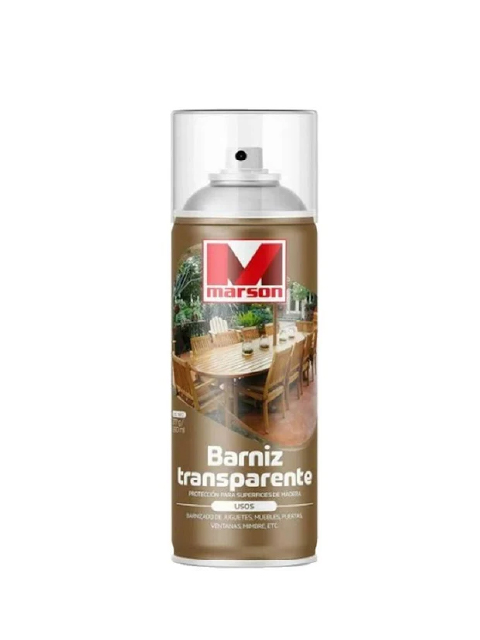 marson
Barniz
transparente
PROTECCIÓN PARA SUPERFICIES DE MADERA
USOS
BARNIZADO DE JUGUETES, MUEBLES, PUERTAS,
VENTANAS, MIMBRE, ETC.